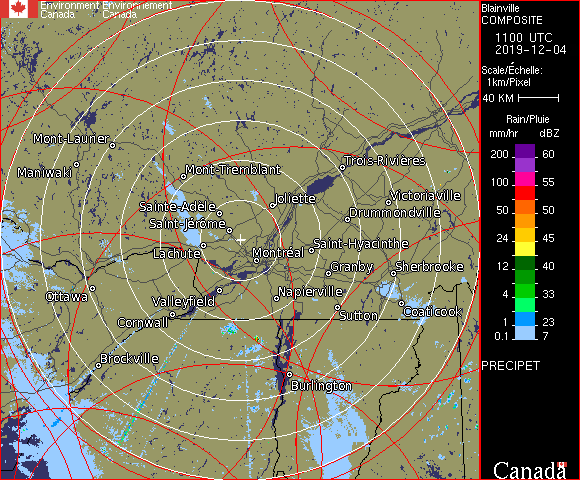 Environment Environnement
Canada Canada
Blainville
COMPOSITE
1100 UTC
2019-12-04
Scale/Échelle:
1km/Pixel
40 KM
Rain/Pluie
mm/hr dBZ
200 60
100 55
50 50
24 45
12 40
4 33
1 23
0.1 7
PRECIPET
Canada
Mont-Laurier
Maniwaki
Mont-Tremblant
Trois-Rivières
Joliette
Victoriaville
Sainte-Adèle
Drummondville
Saint-Jérôme
Saint-Hyacinthe
Lachute
Montréal
Granby
Sherbrooke
Ottawa
Valleyfield
Napierville
Coaticook
Sutton
Cornwall
Brockville
Burlington